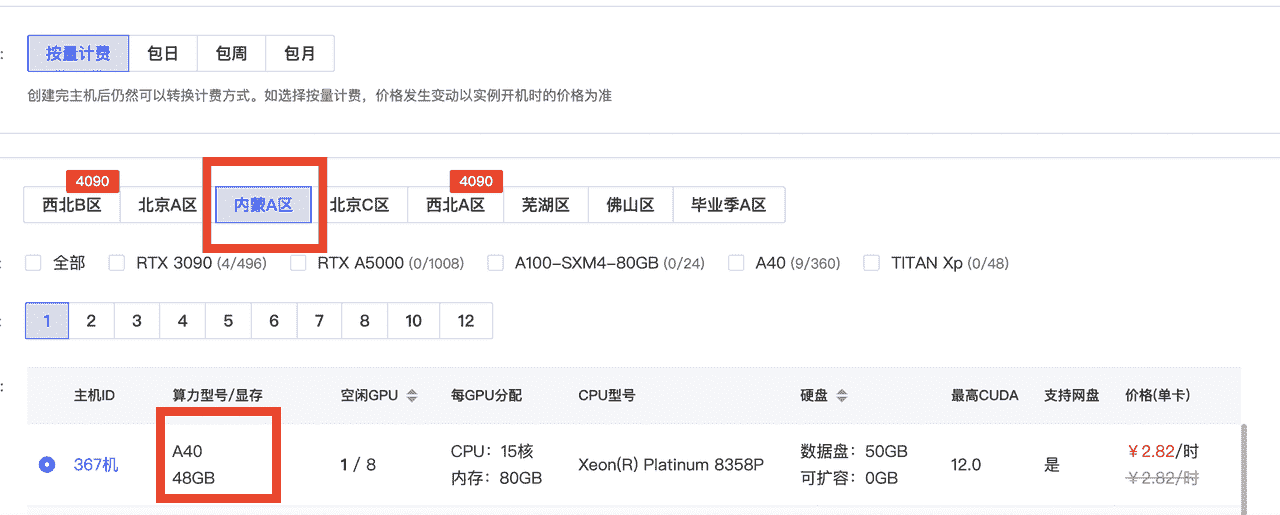 按量计费 包日 包周 包月
创建完主机后仍然可以转换计费方式。如选择按量计费，价格发生变动以实例开机时的价格为准
4090 4090
西北B区 北京A区 内蒙A区 北京C区 西北A区 芜湖区 佛山区 毕业季A区
全部 RTX 3090 (4/496) RTX A5000 (0/1008) A100-SXM4-80GB (0/24) A40 (9/360) TITAN Xp (0/48)
1 2 3 4 5 6 7 8 10 12
主机ID 算力型号/显存 空闲GPU 每GPU分配 CPU型号 硬盘 最高CUDA 支持网盘 价格(单卡)
367机 A40 1 / 8 CPU：15核 Xeon(R) Platinum 8358P 数据盘：50GB 12.0 是 ￥2.82/时
48GB 内存：80GB 可扩容：0GB ￥2.82/时